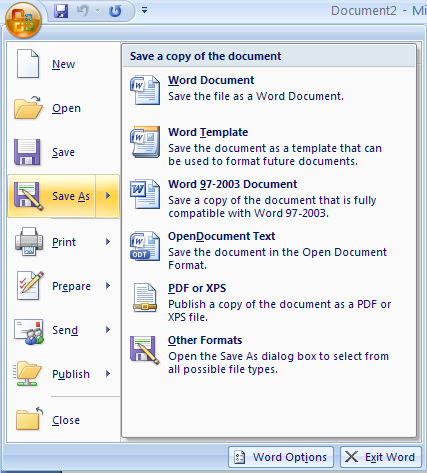 Document2 - Mi
New
Open
Save
Save As
Print
Prepare
Send
Publish
Close
Save a copy of the document
Word Document
Save the file as a Word Document.
Word Template
Save the document as a template that can
be used to format future documents.
Word 97-2003 Document
Save a copy of the document that is fully
compatible with Word 97-2003.
OpenDocument Text
Save the document in the Open Document
Format.
PDF or XPS
Publish a copy of the document as a PDF or
XPS file.
Other Formats
Open the Save As dialog box to select from
all possible file types.
ODT
Word Options
Exit Word